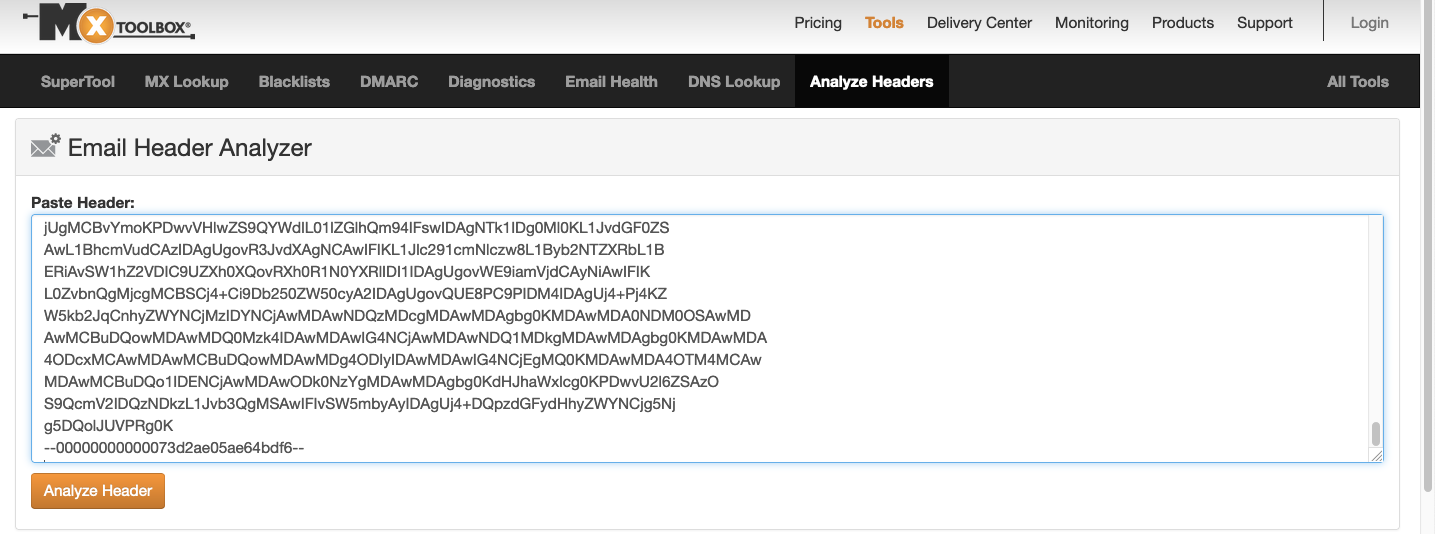 MX TOOLBOX®
Pricing Tools Delivery Center Monitoring Products Support Login
SuperTool MX Lookup Blacklists DMARC Diagnostics Email Health DNS Lookup Analyze Headers All Tools
Email Header Analyzer
Paste Header:
jUgMCBvYmoKPDwvVHlwZS9QYWdlL01lZGlhQm94IFswIDAgNTk1IDg0Ml0KL1JvdGF0ZS
AwL1BhcmVudCAzIDAgUgovR3JvdXAgNCAwIFIKL1Jlc291cmNlczw8L1Byb2NTZXRbL1B
ERiAvSW1hZ2VDIC9UZXh0XQovRXh0R1N0YXRlIDI1IDAgUgovWE9iamVjdCAyNiAwIFIK
L0ZvbnQgMjcgMCBSCj4+Ci9Db250ZW50cyA2IDAgUgovQUE8PC9PIDM4IDAgUj4+Pj4KZ
W5kb2JqCnhyZWYNCjMzIDYNCjAwMDAwNDQzMDcgMDAwMDAgbg0KMDAwMDA0NDM0OSAwMD
AwMCBuDQowMDAwMDQ0Mzk4IDAwMDAwIG4NCjAwMDAwNDQ1MDkgMDAwMDAgbg0KMDAwMDA
4ODcxMCAwMDAwMCBuDQowMDAwMDg4ODIyIDAwMDAwIG4NCjEgMQ0KMDAwMDA4OTM4MCAw
MDAwMCBuDQo1IDENCjAwMDAwODk0NzYgMDAwMDAgbg0KdHJhaWxlcg0KPDwvU2l6ZSAzO
S9QcmV2IDQzNDkzL1Jvb3QgMSAwIFIvSW5mbyAyIDAgUj4+DQpzdGFydHhyZWYNCjg5Nj
g5DQolJUVPRg0K
--00000000000073d2ae05ae64bdf6--
Analyze Header